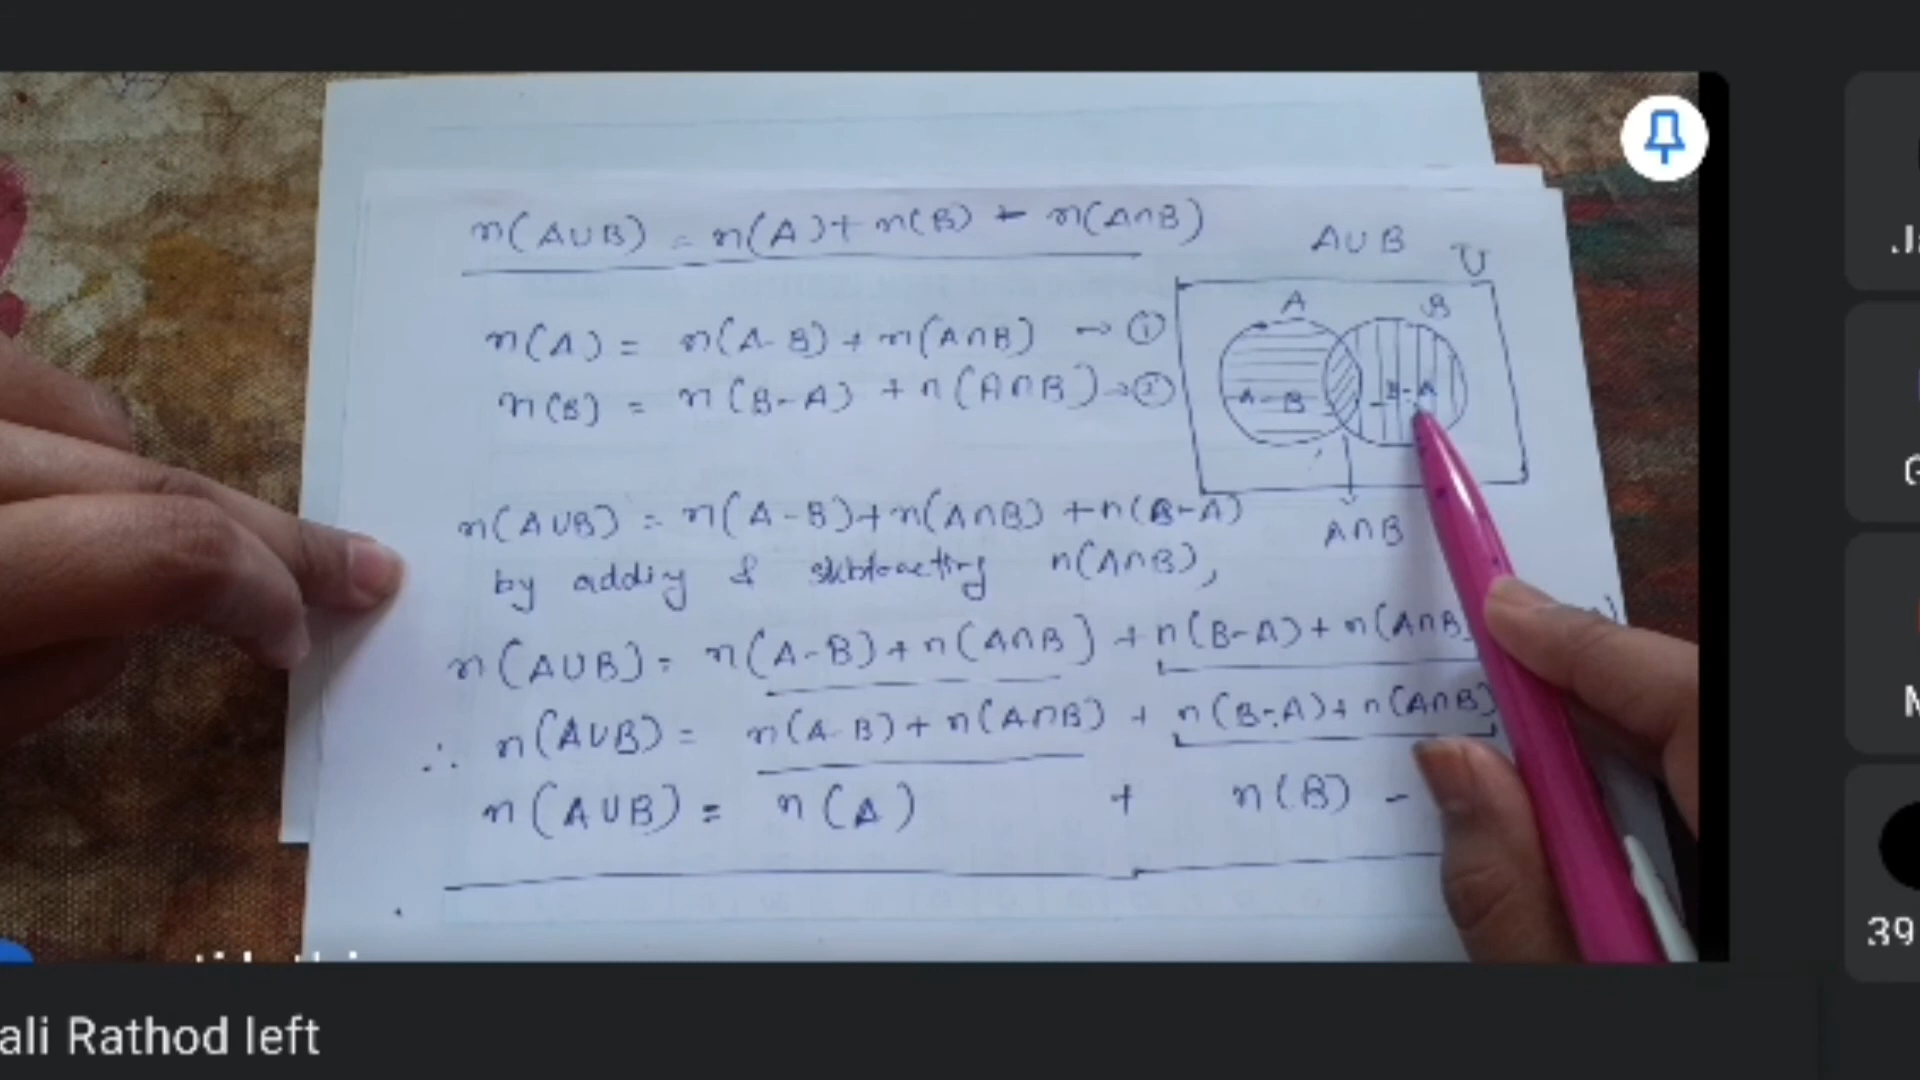 n(A∪B) = n(A)+n(B) - n(A∩B)
A∪B
U
A
B
n(A) = n(A-B)+n(A∩B) → ①
n(B) = n(B-A) + n(A∩B) → ②
A-B
B-A
n(A∪B) = n(A-B)+n(A∩B)+n(B-A)
A∩B
by adding & subtracting n(A∩B),
n(A∪B) = n(A-B)+n(A∩B)+n(B-A)+n(A∩B)
∴ n(A∪B) = n(A-B)+n(A∩B) + n(B-A)+n(A∩B)
n(A∪B) = n(A) + n(B) -
ali Rathod left
39